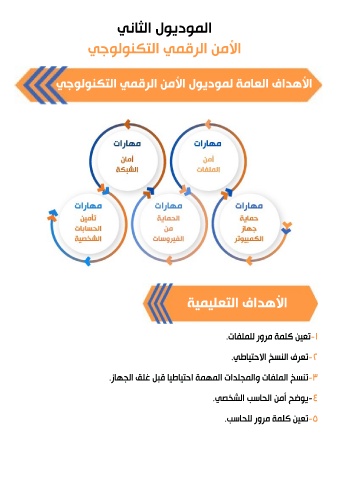 الموديول الثاني
الأمن الرقمي التكنولوجي
الأهداف العامة لموديول الأمن الرقمي التكنولوجي
مهارات
أمن
الملفات
مهارات
أمان
الشبكة
مهارات
حماية
جهاز
الكمبيوتر
مهارات
الحماية
من
الفيروسات
مهارات
تأمين
الحسابات
الشخصية
الأهداف التعليمية
١-تعين كلمة مرور للملفات.
٢-تعرف النسخ الاحتياطي.
٣-تنسخ الملفات والمجلدات المهمة احتياطيا قبل غلق الجهاز.
٤-يوضح أمن الحاسب الشخصي.
٥-تعين كلمة مرور للحاسب.